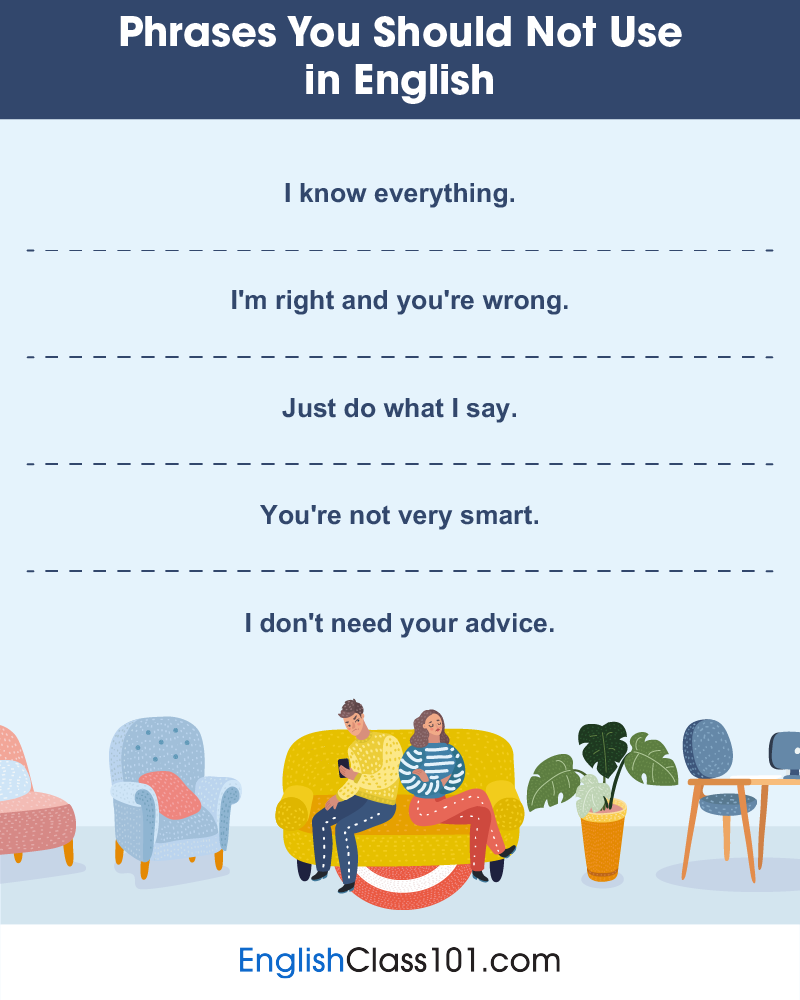 Phrases You Should Not Use
in English
I know everything.
I'm right and you're wrong.
Just do what I say.
You're not very smart.
I don't need your advice.
EnglishClass101.com